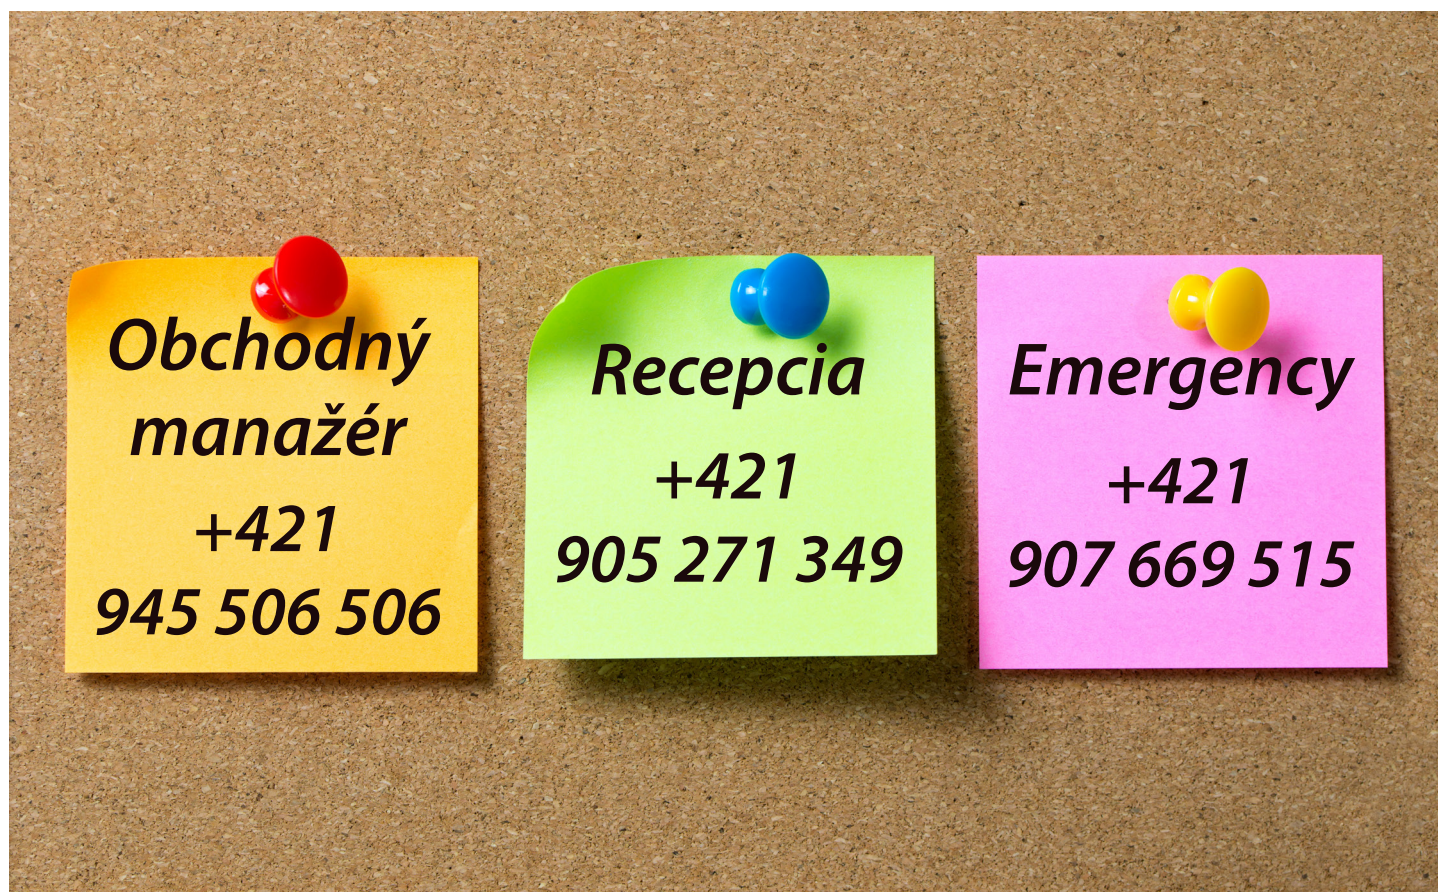 Obchodný
manažér
+421
945 506 506
Recepcia
+421
905 271 349
Emergency
+421
907 669 515